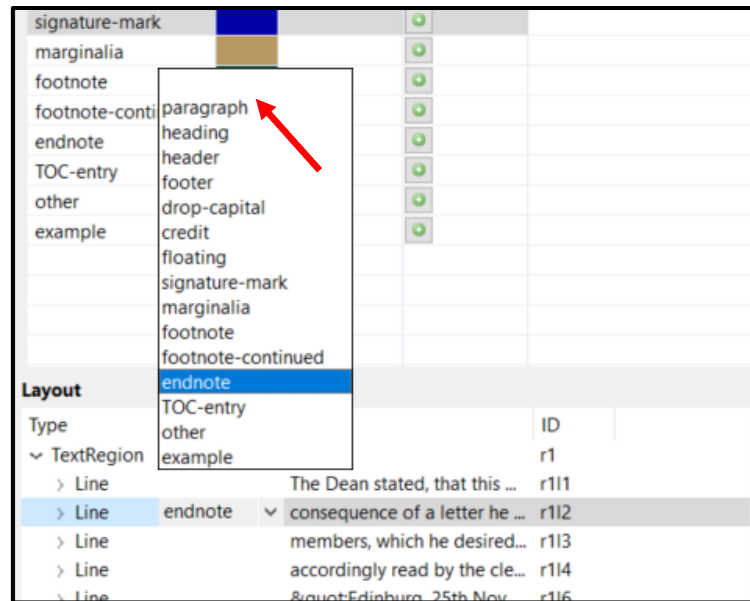 signature-mark
marginalia
footnote
footnote-conti
endnote
TOC-entry
other
example
paragraph
heading
header
footer
drop-capital
credit
floating
signature-mark
marginalia
footnote
footnote-continued
endnote
TOC-entry
other
example
Layout
Type ID
TextRegion r1
Line The Dean stated, that this ... r1l1
Line endnote consequence of a letter he ... r1l2
Line members, which he desired... r1l3
Line accordingly read by the cle... r1l4
Line &quot;Edinburg, 25th Nov r1l6